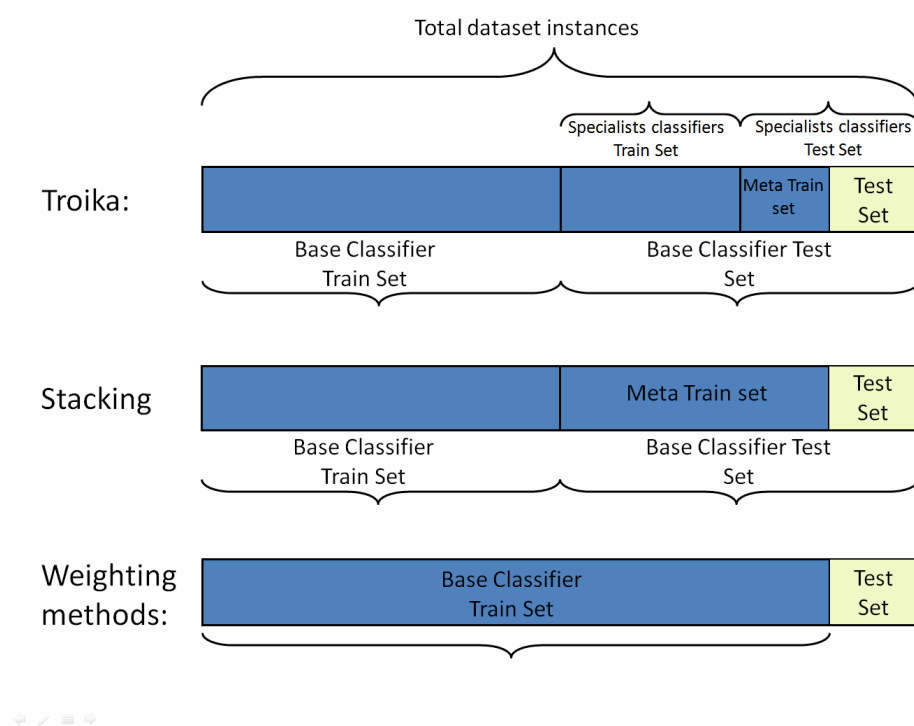 Total dataset instances
Specialists classifiers
Train Set
Specialists classifiers
Test Set
Troika:
Meta Train
set
Test
Set
Base Classifier
Train Set
Base Classifier Test
Set
Stacking
Meta Train set
Test
Set
Base Classifier
Train Set
Base Classifier Test
Set
Weighting
methods:
Base Classifier
Train Set
Test
Set